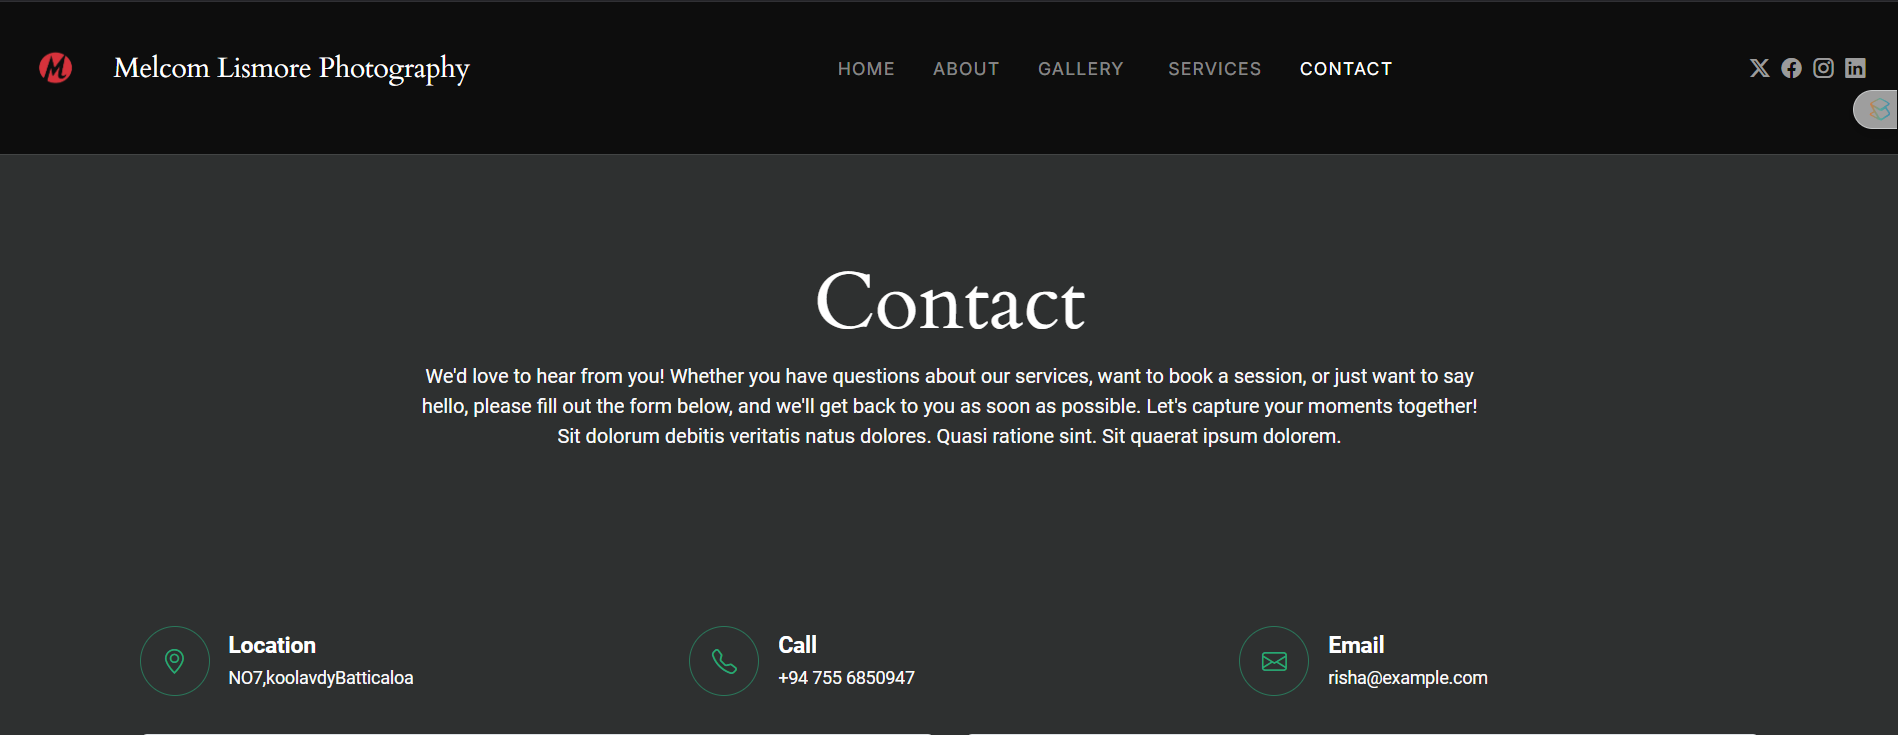 Melcom Lismore Photography
HOME ABOUT GALLERY SERVICES CONTACT
Contact
We'd love to hear from you! Whether you have questions about our services, want to book a session, or just want to say
hello, please fill out the form below, and we'll get back to you as soon as possible. Let's capture your moments together!
Sit dolorum debitis veritatis natus dolores. Quasi ratione sint. Sit quaerat ipsum dolorem.
Location
NO7,koolavdyBatticaloa
Call
+94 755 6850947
Email
risha@example.com